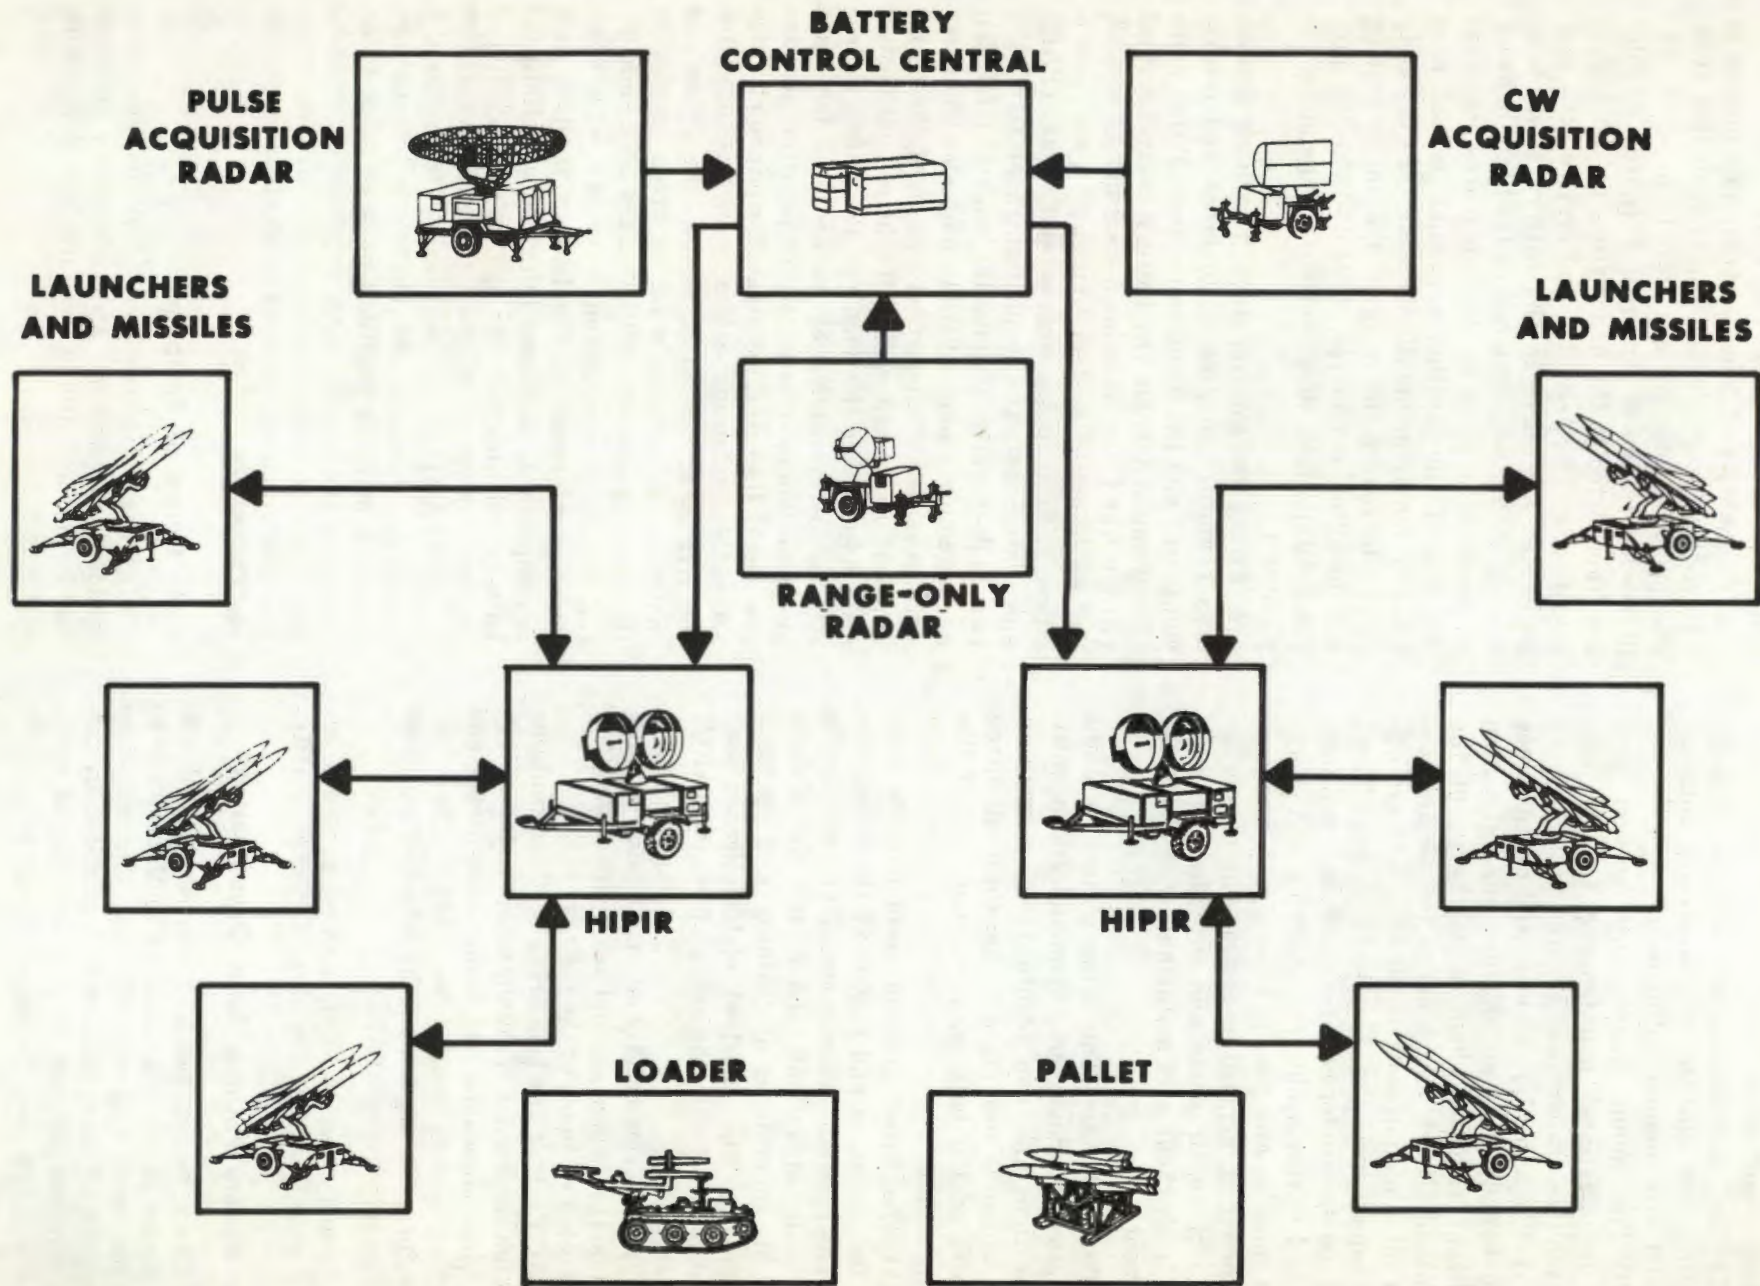 BATTERY
CONTROL CENTRAL
PULSE
ACQUISITION
RADAR
CW
ACQUISITION
RADAR
LAUNCHERS
AND MISSILES
LAUNCHERS
AND MISSILES
RANGE-ONLY
RADAR
HIPIR
HIPIR
LOADER
PALLET